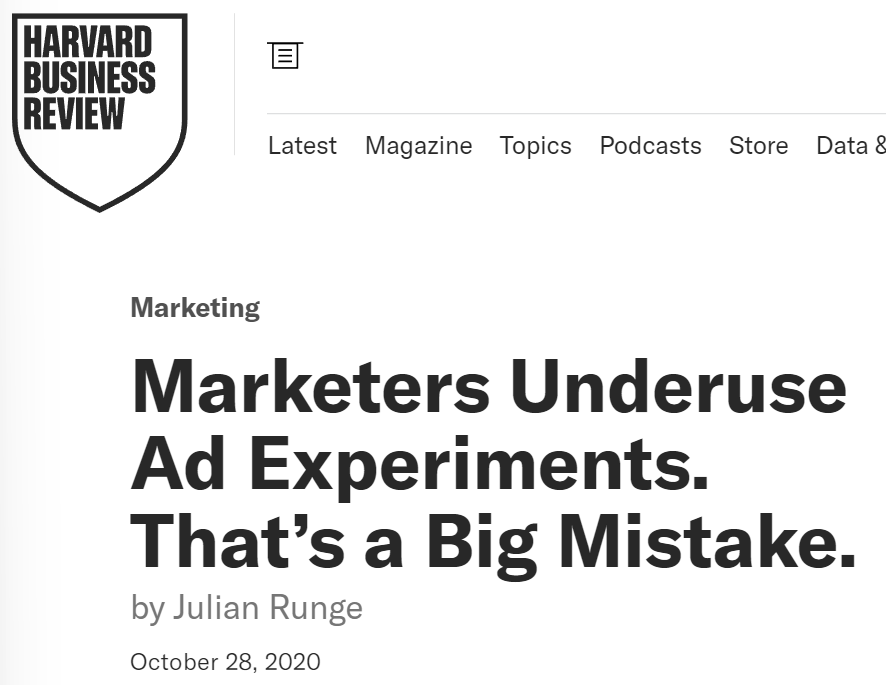 HARVARD
BUSINESS
REVIEW
Latest Magazine Topics Podcasts Store Data &
Marketing
Marketers Underuse
Ad Experiments.
That’s a Big Mistake.
by Julian Runge
October 28, 2020